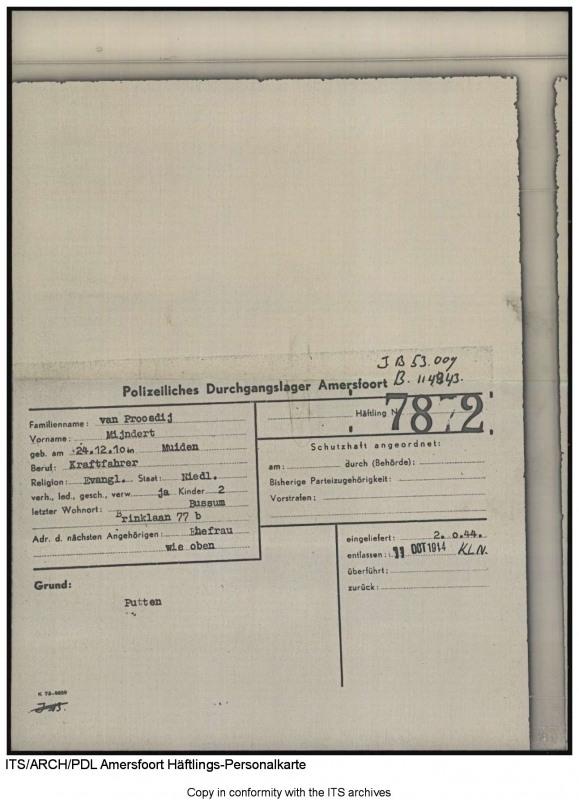 J B 53.009
Polizeiliches Durchgangslager Amersfoort B. 114843.
Familienname: van Proosdij
Vorname: Mijndert
geb. am 24.12.10 in Muiden
Beruf: Kraftfahrer
Religion: Evangl. Staat: Niedl.
verh., led., gesch., verw. ja Kinder 2
letzter Wohnort: Bussum
Brinklaan 77 b
Adr. d. nächsten Angehörigen: Ehefrau
wie oben
Häftling Nr. 7872
Schutzhaft angeordnet:
am: durch (Behörde):
Bisherige Parteizugehörigkeit:
Vorstrafen:
eingeliefert: 2. 0.44.
entlassen: 11 OCT 1944 KLN.
überführt:
zurück:
Grund:
Putten
K 72-
ITS/ARCH/PDL Amersfoort Häftlings-Personalkarte
Copy in conformity with the ITS archives